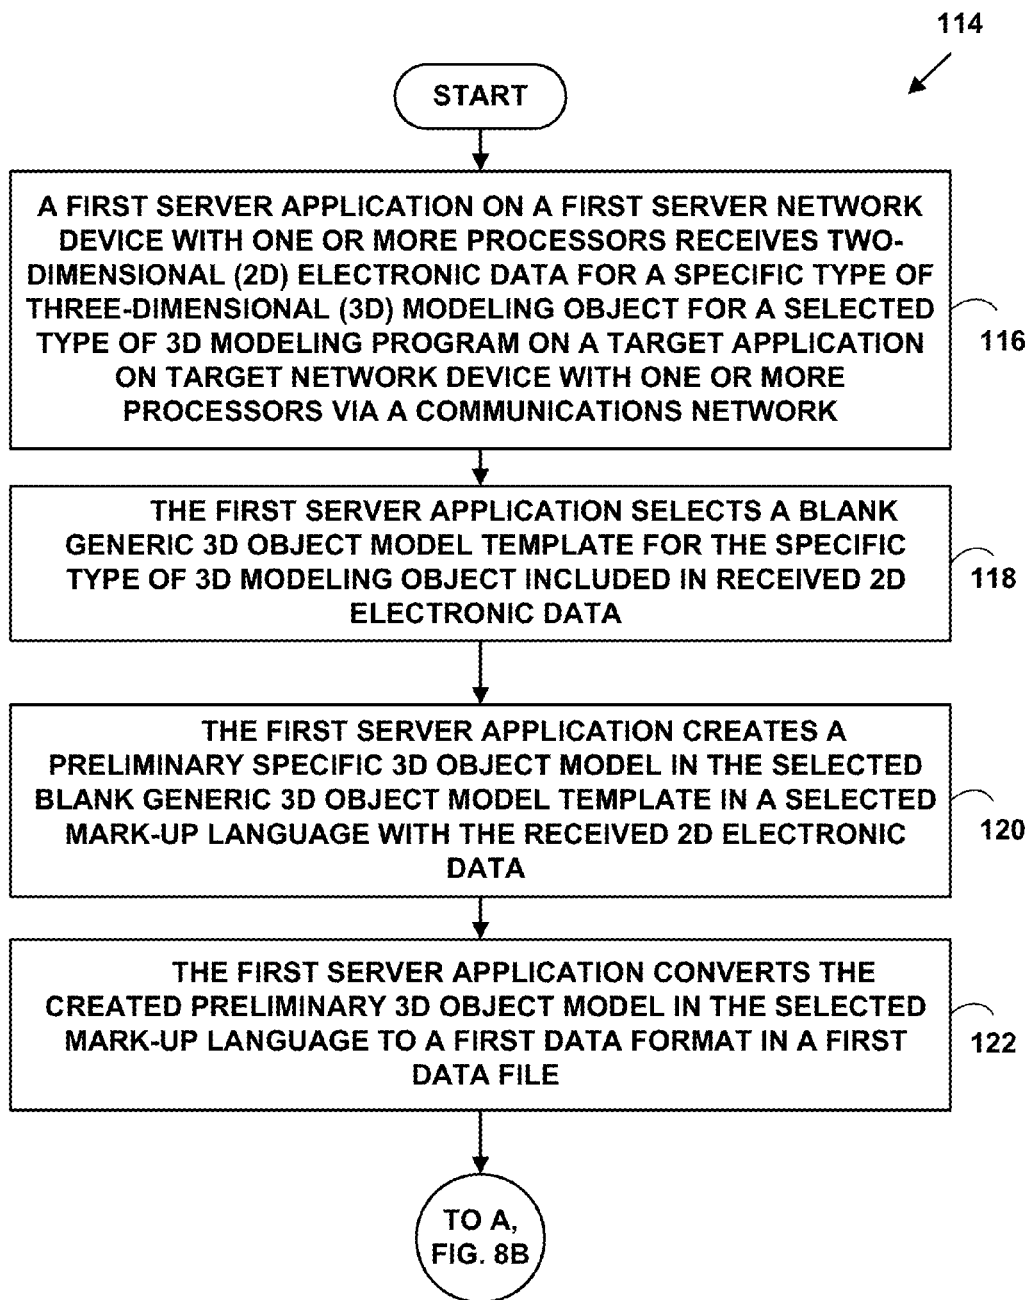 114
START
A FIRST SERVER APPLICATION ON A FIRST SERVER NETWORK
DEVICE WITH ONE OR MORE PROCESSORS RECEIVES TWO-
DIMENSIONAL (2D) ELECTRONIC DATA FOR A SPECIFIC TYPE OF
THREE-DIMENSIONAL (3D) MODELING OBJECT FOR A SELECTED
TYPE OF 3D MODELING PROGRAM ON A TARGET APPLICATION
ON TARGET NETWORK DEVICE WITH ONE OR MORE
PROCESSORS VIA A COMMUNICATIONS NETWORK
116
THE FIRST SERVER APPLICATION SELECTS A BLANK
GENERIC 3D OBJECT MODEL TEMPLATE FOR THE SPECIFIC
TYPE OF 3D MODELING OBJECT INCLUDED IN RECEIVED 2D
ELECTRONIC DATA
118
THE FIRST SERVER APPLICATION CREATES A
PRELIMINARY SPECIFIC 3D OBJECT MODEL IN THE SELECTED
BLANK GENERIC 3D OBJECT MODEL TEMPLATE IN A SELECTED
MARK-UP LANGUAGE WITH THE RECEIVED 2D ELECTRONIC
DATA
120
THE FIRST SERVER APPLICATION CONVERTS THE
CREATED PRELIMINARY 3D OBJECT MODEL IN THE SELECTED
MARK-UP LANGUAGE TO A FIRST DATA FORMAT IN A FIRST
DATA FILE
122
TO A,
FIG. 8B